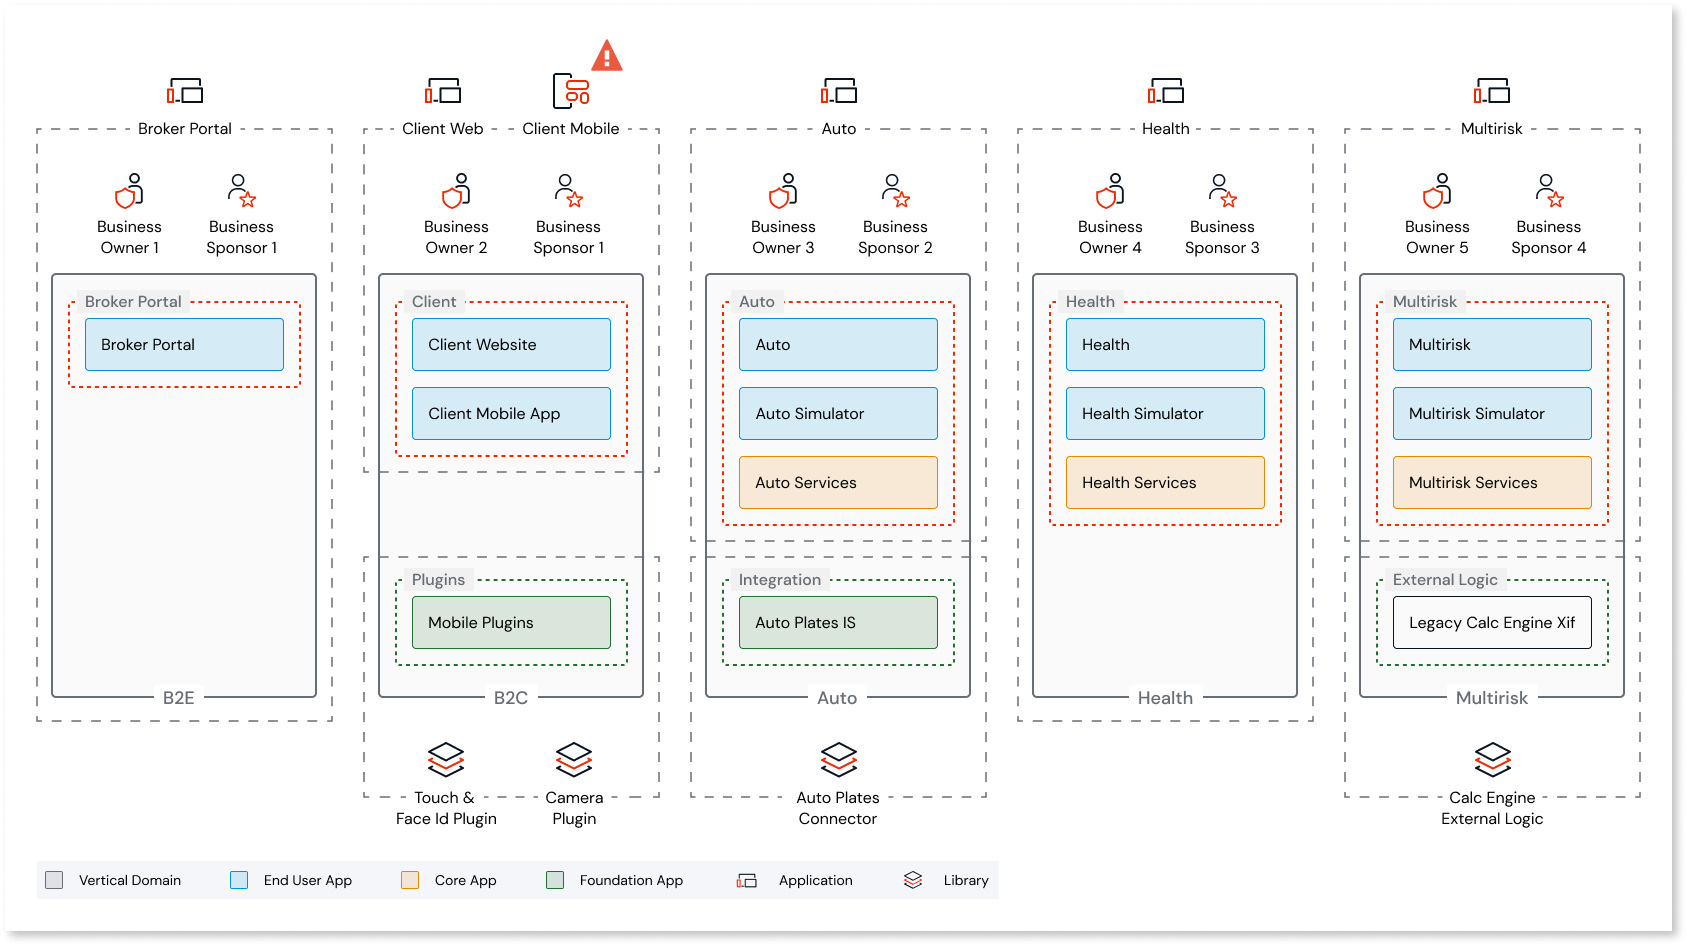 Broker Portal
Client Web
Client Mobile
Auto
Health
Multirisk
Business
Owner 1
Business
Sponsor 1
Business
Owner 2
Business
Sponsor 1
Business
Owner 3
Business
Sponsor 2
Business
Owner 4
Business
Sponsor 3
Business
Owner 5
Business
Sponsor 4
Broker Portal
Broker Portal
B2E
Client
Client Website
Client Mobile App
Plugins
Mobile Plugins
B2C
Auto
Auto
Auto Simulator
Auto Services
Integration
Auto Plates IS
Auto
Health
Health
Health Simulator
Health Services
Health
Multirisk
Multirisk
Multirisk Simulator
Multirisk Services
External Logic
Legacy Calc Engine Xif
Multirisk
Touch &
Face Id Plugin
Camera
Plugin
Auto Plates
Connector
Calc Engine
External Logic
Vertical Domain
End User App
Core App
Foundation App
Application
Library